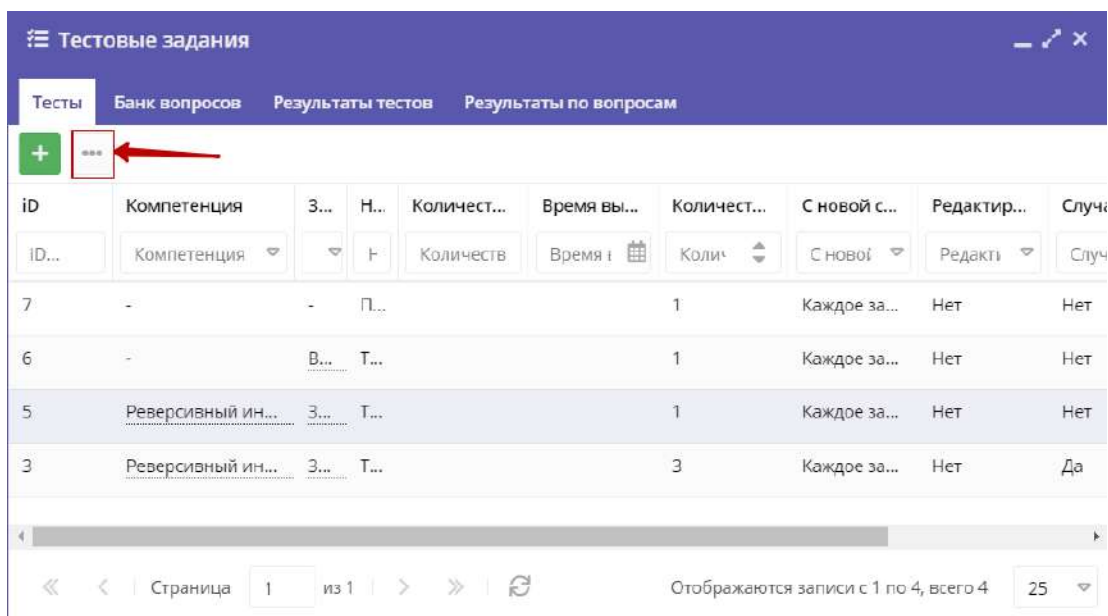 Тестовые задания
Тесты Банк вопросов Результаты тестов Результаты по вопросам
iD Компетенция З... Н... Количест... Время вы... Количест... С новой с... Редактир... Случа
iD... Компетенция Количеств Время в Колич С новой Редакти Случ
7 - - П... 1 Каждое за... Нет Нет
6 - В... Т... 1 Каждое за... Нет Нет
5 Реверсивный ин... З... Т... 1 Каждое за... Нет Нет
3 Реверсивный ин... З... Т... 3 Каждое за... Нет Да
Страница 1 из 1 Отображаются записи с 1 по 4, всего 4 25